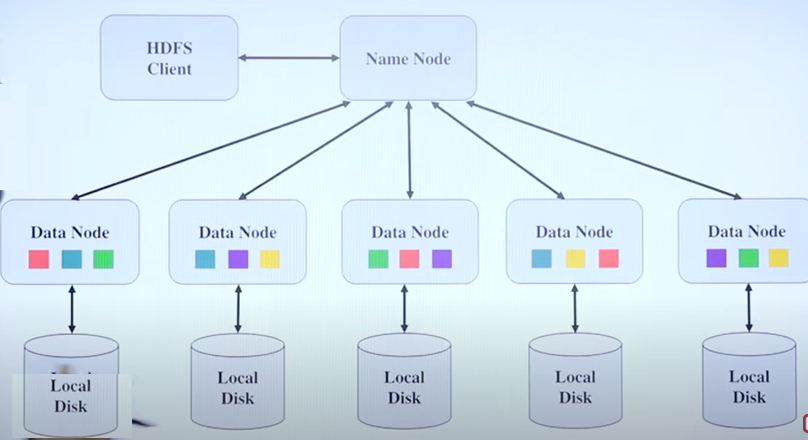 HDFS
Client
Name Node
Data Node
Data Node
Data Node
Data Node
Data Node
Local
Disk
Local
Disk
Local
Disk
Local
Disk
Local
Disk